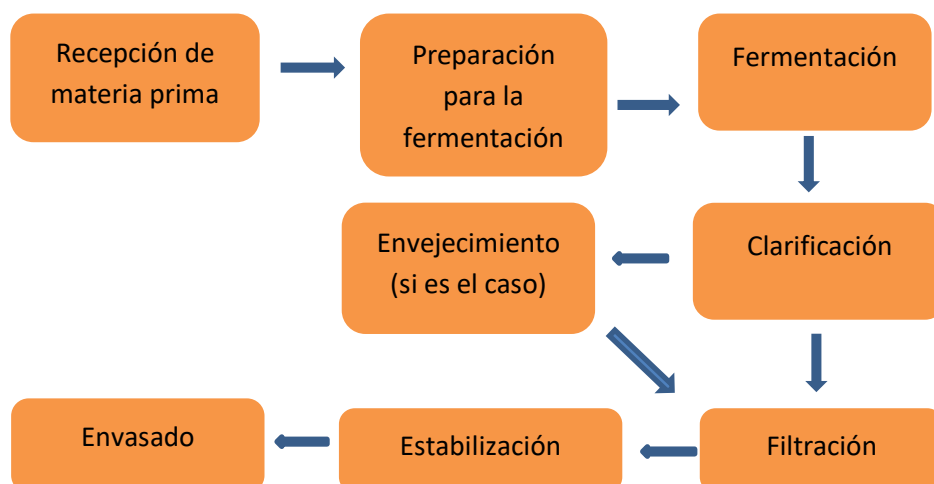 Recepción de
materia prima
Preparación
para la
fermentación
Fermentación
Clarificación
Envejecimiento
(si es el caso)
Filtración
Estabilización
Envasado